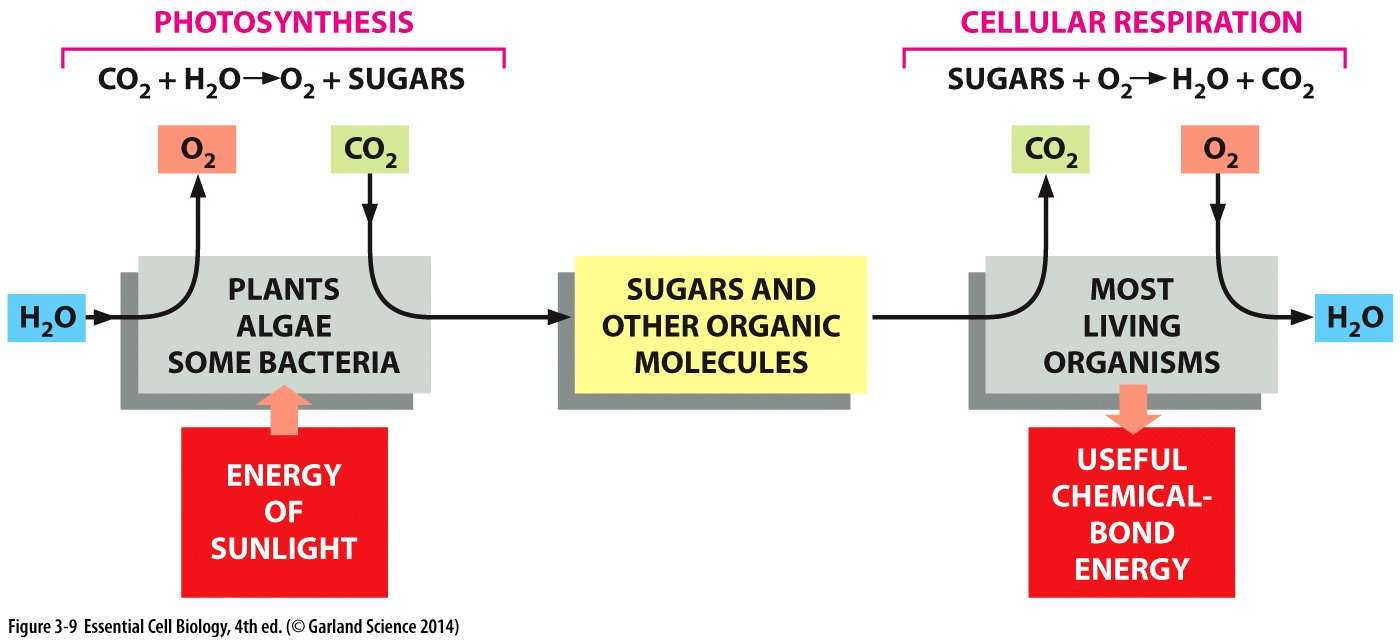 PHOTOSYNTHESIS
CO₂ + H₂O→O₂ + SUGARS
O₂
CO₂
H₂O
PLANTS
ALGAE
SOME BACTERIA
ENERGY
OF
SUNLIGHT
SUGARS AND
OTHER ORGANIC
MOLECULES
CELLULAR RESPIRATION
SUGARS + O₂→ H₂O + CO₂
CO₂
O₂
MOST
LIVING
ORGANISMS
H₂O
USEFUL
CHEMICAL-
BOND
ENERGY
Figure 3-9 Essential Cell Biology, 4th ed. (© Garland Science 2014)